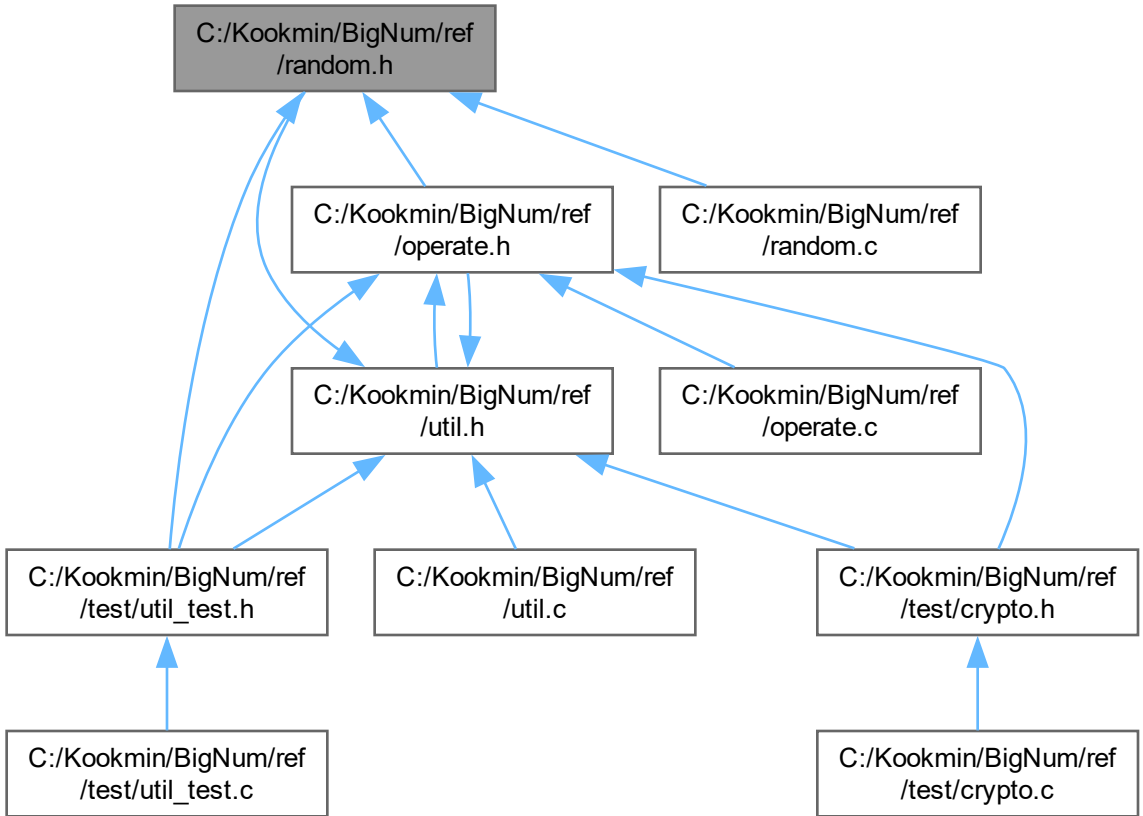 C:/Kookmin/BigNum/ref
/random.h
C:/Kookmin/BigNum/ref
/operate.h
C:/Kookmin/BigNum/ref
/random.c
C:/Kookmin/BigNum/ref
/util.h
C:/Kookmin/BigNum/ref
/operate.c
C:/Kookmin/BigNum/ref
/test/util_test.h
C:/Kookmin/BigNum/ref
/util.c
C:/Kookmin/BigNum/ref
/test/crypto.h
C:/Kookmin/BigNum/ref
/test/util_test.c
C:/Kookmin/BigNum/ref
/test/crypto.c